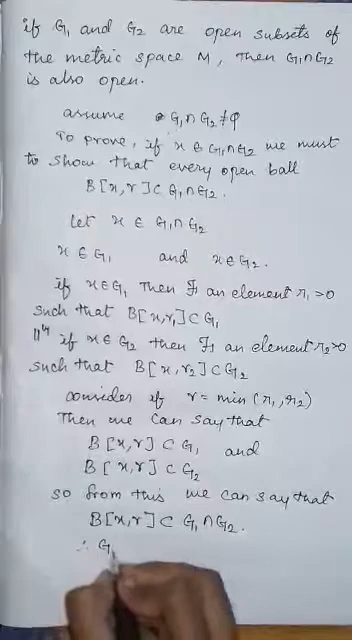 if G₁ and G₂ are open subsets of
the metric space M, Then G₁∩G₂
is also open.
assume G₁∩G₂≠φ
To prove, if x ∈ G₁∩G₂ we must
to show that every open ball
B[x,r]⊂G₁∩G₂.
Let x ∈ G₁∩G₂
x ∈ G₁ and x∈G₂.
if x∈G₁ Then ∃ an element r₁>0
such that B[x,r₁]⊂G₁
111ly if x∈G₂ then ∃ an element r₂>0
such that B[x,r₂]⊂G₂
consider if r=min(r₁,r₂)
Then we can say that
B[x,r]⊂G₁ and
B[x,r]⊂G₂
so from this we can say that
B[x,r]⊂G₁∩G₂.
∴ G₁